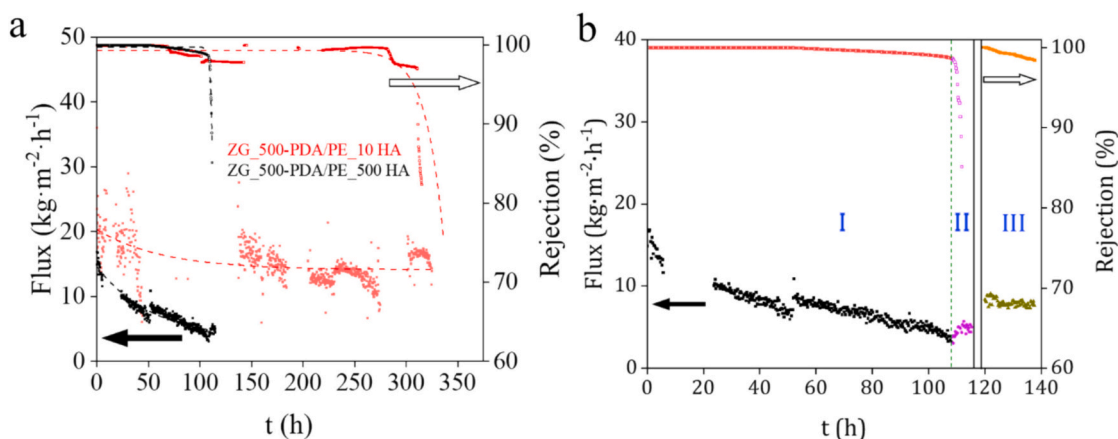 a
Flux (kg·m-2·h-1)
50
40
30
20
10
0
0 50 100 150 200 250 300 350
t (h)
100
90
80
70
60
Rejection (%)
ZG_500-PDA/PE_10 HA
ZG_500-PDA/PE_500 HA
b
Flux (kg·m-2·h-1)
40
30
20
10
0
0 20 40 60 80 100 120 140
t (h)
100
90
80
70
60
Rejection (%)
I II III